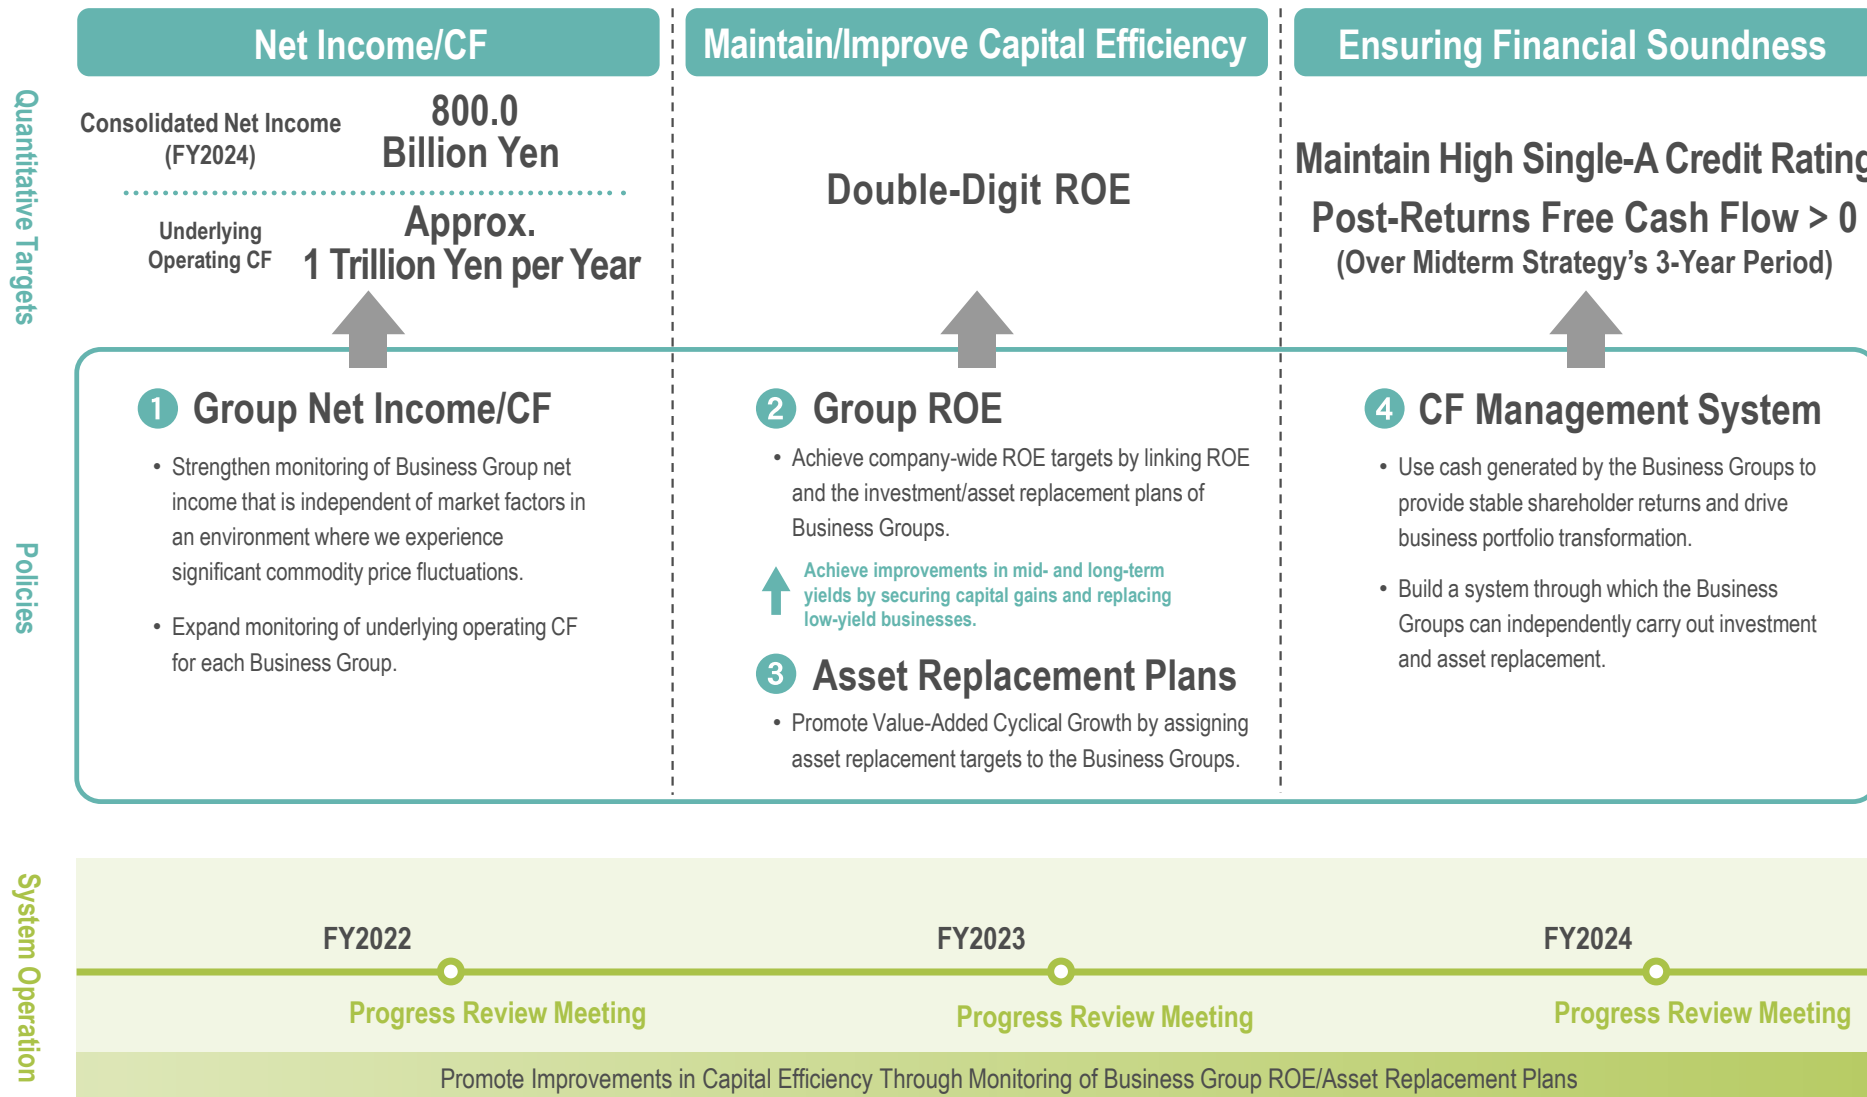 Net Income/CF
Maintain/Improve Capital Efficiency
Ensuring Financial Soundness
Quantitative Targets
Consolidated Net Income
(FY2024)
800.0
Billion Yen
Underlying
Operating CF
Approx.
1 Trillion Yen per Year
Double-Digit ROE
Maintain High Single-A Credit Rating
Post-Returns Free Cash Flow > 0
(Over Midterm Strategy's 3-Year Period)
Policies
1 Group Net Income/CF
• Strengthen monitoring of Business Group net
income that is independent of market factors in
an environment where we experience
significant commodity price fluctuations.
• Expand monitoring of underlying operating CF
for each Business Group.
2 Group ROE
• Achieve company-wide ROE targets by linking ROE
and the investment/asset replacement plans of
Business Groups.
Achieve improvements in mid- and long-term
yields by securing capital gains and replacing
low-yield businesses.
3 Asset Replacement Plans
• Promote Value-Added Cyclical Growth by assigning
asset replacement targets to the Business Groups.
4 CF Management System
• Use cash generated by the Business Groups to
provide stable shareholder returns and drive
business portfolio transformation.
• Build a system through which the Business
Groups can independently carry out investment
and asset replacement.
System Operation
FY2022
FY2023
FY2024
Progress Review Meeting
Progress Review Meeting
Progress Review Meeting
Promote Improvements in Capital Efficiency Through Monitoring of Business Group ROE/Asset Replacement Plans